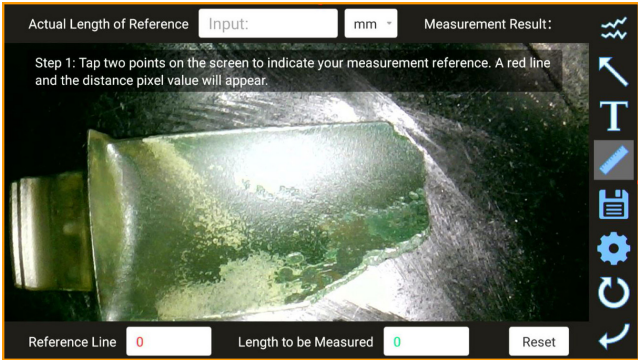 Actual Length of Reference Input: mm Measurement Result:
Step 1: Tap two points on the screen to indicate your measurement reference. A red line
and the distance pixel value will appear.
T
Reference Line 0 Length to be Measured 0 Reset